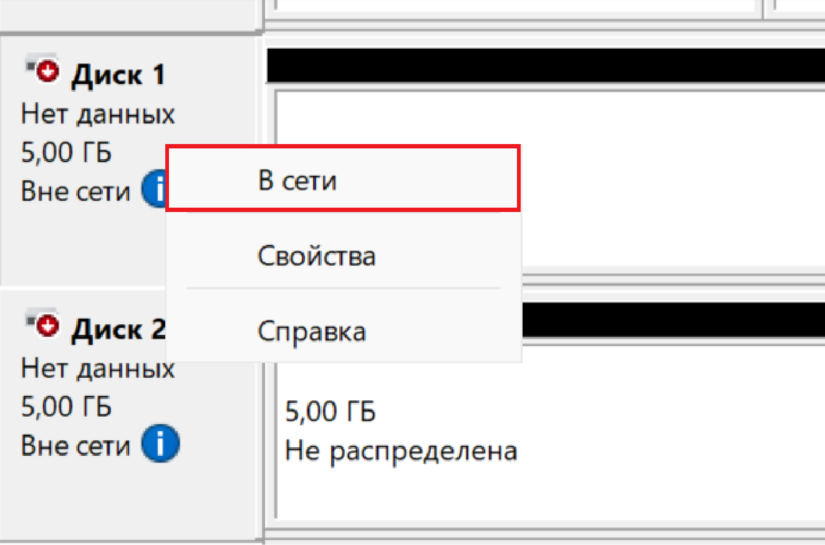 Диск 1
Нет данных
5,00 ГБ
Вне сети
В сети
Свойства
Справка
Диск 2
Нет данных
5,00 ГБ
Вне сети
5,00 ГБ
Не распределена